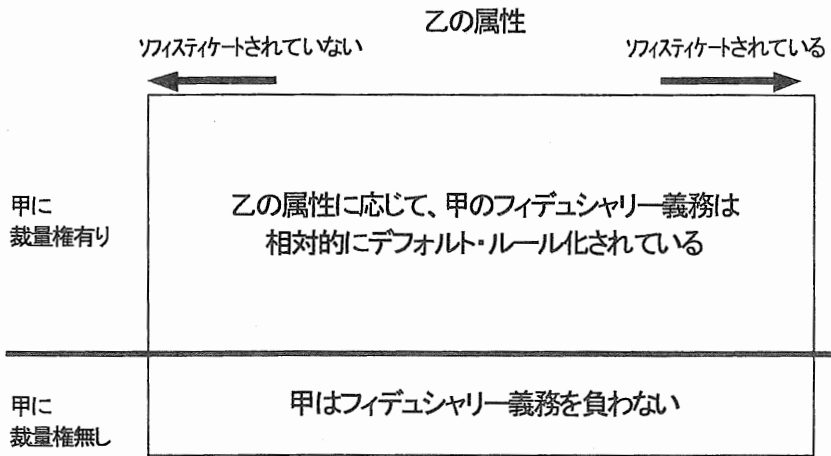 乙の属性
ソフィスティケートされていない
ソフィスティケートされている
甲に
裁量権有り
乙の属性に応じて、甲のフィデュシャリー義務は
相対的にデフォルト・ルール化されている
甲に
裁量権無し
甲はフィデュシャリー義務を負わない